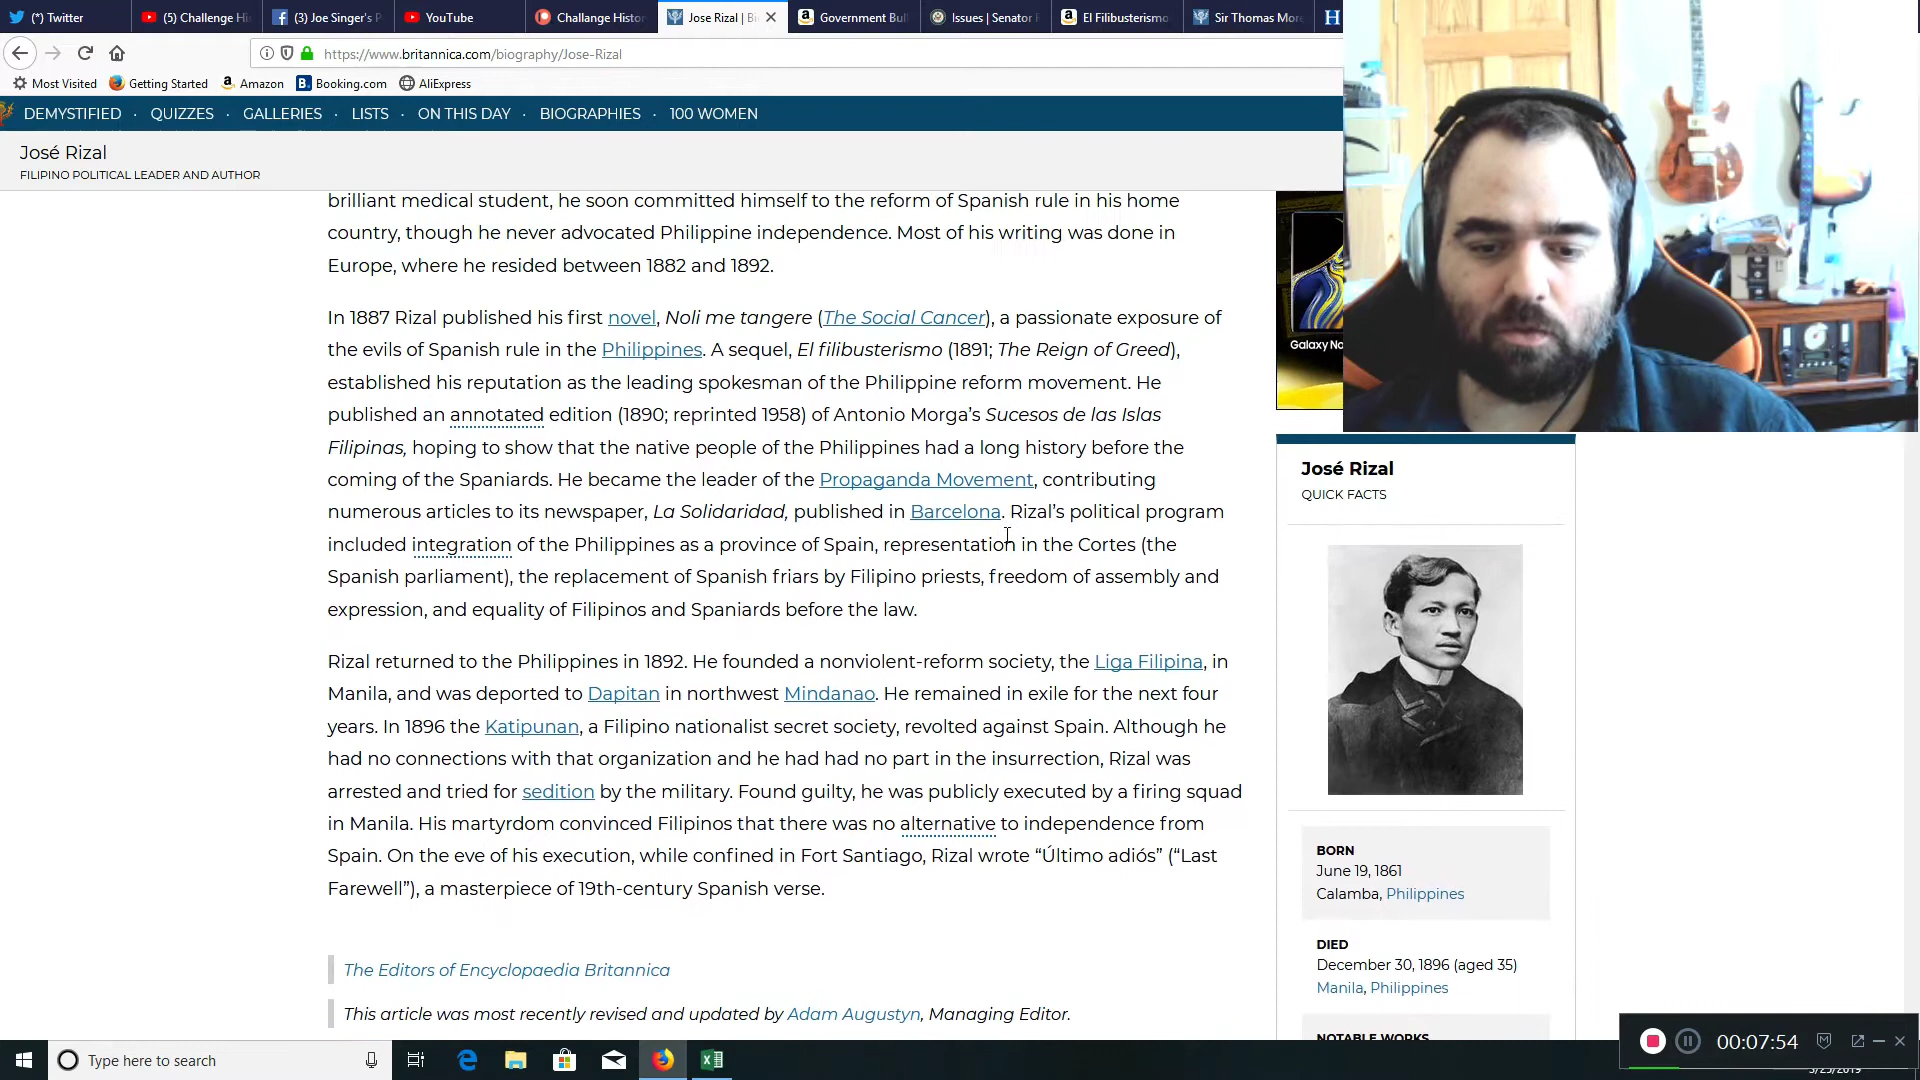 (*) Twitter
(5) Challenge Hi
(3) Joe Singer's P
YouTube
Challange Histor
Jose Rizal | B
Government Bull
Issues | Senator
El Filibusterismo
Sir Thomas Mor
https://www.britannica.com/biography/Jose-Rizal
Most Visited
Getting Started
Amazon
Booking.com
AliExpress
DEMYSTIFIED · QUIZZES · GALLERIES · LISTS · ON THIS DAY · BIOGRAPHIES · 100 WOMEN
José Rizal
FILIPINO POLITICAL LEADER AND AUTHOR
brilliant medical student, he soon committed himself to the reform of Spanish rule in his home
country, though he never advocated Philippine independence. Most of his writing was done in
Europe, where he resided between 1882 and 1892.
In 1887 Rizal published his first novel, Noli me tangere (The Social Cancer), a passionate exposure of
the evils of Spanish rule in the Philippines. A sequel, El filibusterismo (1891; The Reign of Greed),
established his reputation as the leading spokesman of the Philippine reform movement. He
published an annotated edition (1890; reprinted 1958) of Antonio Morga’s Sucesos de las Islas
Filipinas, hoping to show that the native people of the Philippines had a long history before the
coming of the Spaniards. He became the leader of the Propaganda Movement, contributing
numerous articles to its newspaper, La Solidaridad, published in Barcelona. Rizal’s political program
included integration of the Philippines as a province of Spain, representation in the Cortes (the
Spanish parliament), the replacement of Spanish friars by Filipino priests, freedom of assembly and
expression, and equality of Filipinos and Spaniards before the law.
Rizal returned to the Philippines in 1892. He founded a nonviolent-reform society, the Liga Filipina, in
Manila, and was deported to Dapitan in northwest Mindanao. He remained in exile for the next four
years. In 1896 the Katipunan, a Filipino nationalist secret society, revolted against Spain. Although he
had no connections with that organization and he had had no part in the insurrection, Rizal was
arrested and tried for sedition by the military. Found guilty, he was publicly executed by a firing squad
in Manila. His martyrdom convinced Filipinos that there was no alternative to independence from
Spain. On the eve of his execution, while confined in Fort Santiago, Rizal wrote “Último adiós” (“Last
Farewell”), a masterpiece of 19th-century Spanish verse.
The Editors of Encyclopaedia Britannica
This article was most recently revised and updated by Adam Augustyn, Managing Editor.
Galaxy No
José Rizal
QUICK FACTS
BORN
June 19, 1861
Calamba, Philippines
DIED
December 30, 1896 (aged 35)
Manila, Philippines
NOTABLE WORKS
Type here to search
00:07:54